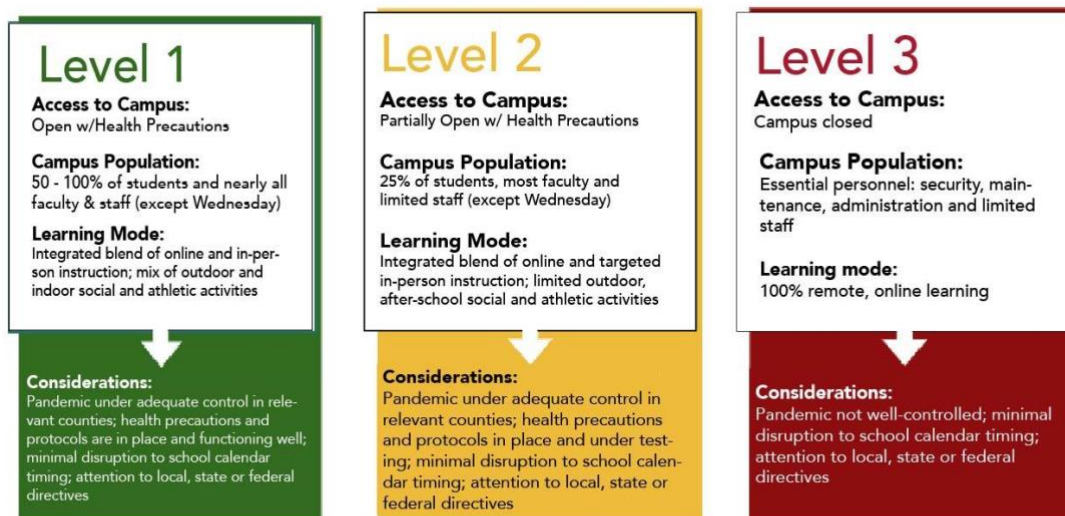 Level 1
Access to Campus:
Open w/Health Precautions
Campus Population:
50 - 100% of students and nearly all
faculty & staff (except Wednesday)
Learning Mode:
Integrated blend of online and in-per-
son instruction; mix of outdoor and
indoor social and athletic activities
Considerations:
Pandemic under adequate control in rele-
vant counties; health precautions and
protocols are in place and functioning well;
minimal disruption to school calendar
timing; attention to local, state or federal
directives
Level 2
Access to Campus:
Partially Open w/ Health Precautions
Campus Population:
25% of students, most faculty and
limited staff (except Wednesday)
Learning Mode:
Integrated blend of online and targeted
in-person instruction; limited outdoor,
after-school social and athletic activities
Considerations:
Pandemic under adequate control in
relevant counties; health precautions
and protocols in place and under test-
ing; minimal disruption to school calen-
dar timing; attention to local, state or
federal directives
Level 3
Access to Campus:
Campus closed
Campus Population:
Essential personnel: security, main-
tenance, administration and limited
staff
Learning mode:
100% remote, online learning
Considerations:
Pandemic not well-controlled; minimal
disruption to school calendar timing;
attention to local, state or federal
directives